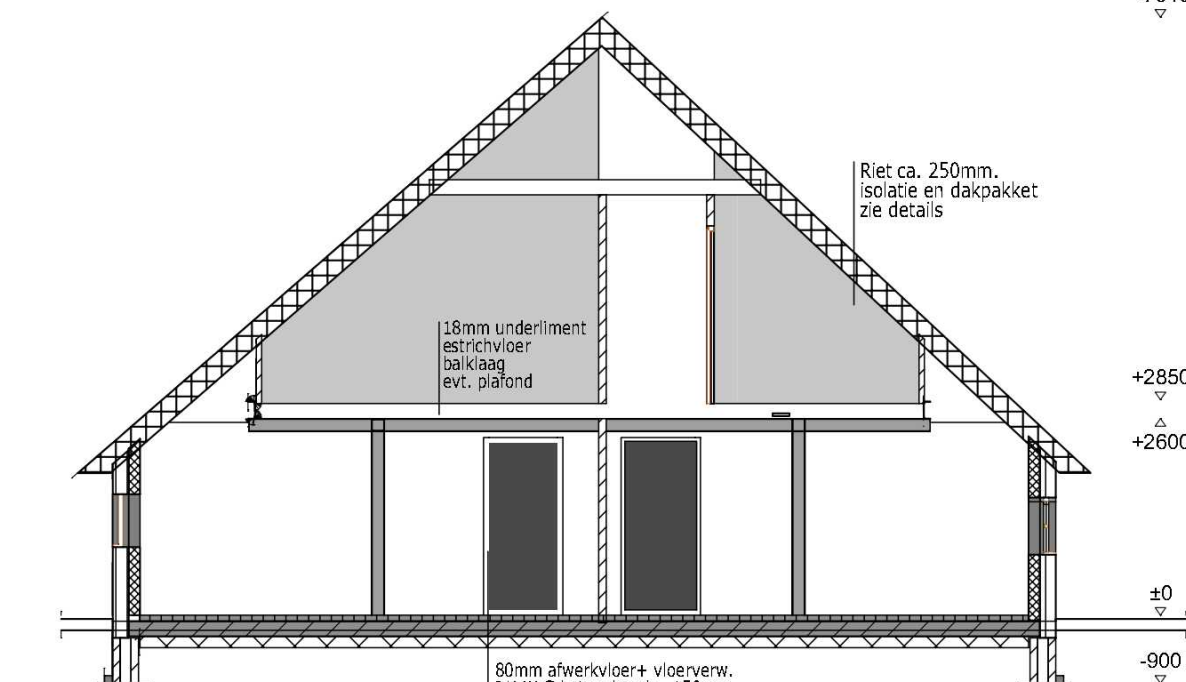 Riet ca. 250mm.
isolatie en dakpakket
zie details
18mm underliment
estrichvloer
balklaag
evt. plafond
+2850
+2600
±0
-900
80mm afwerkvloer+ vloerverw.